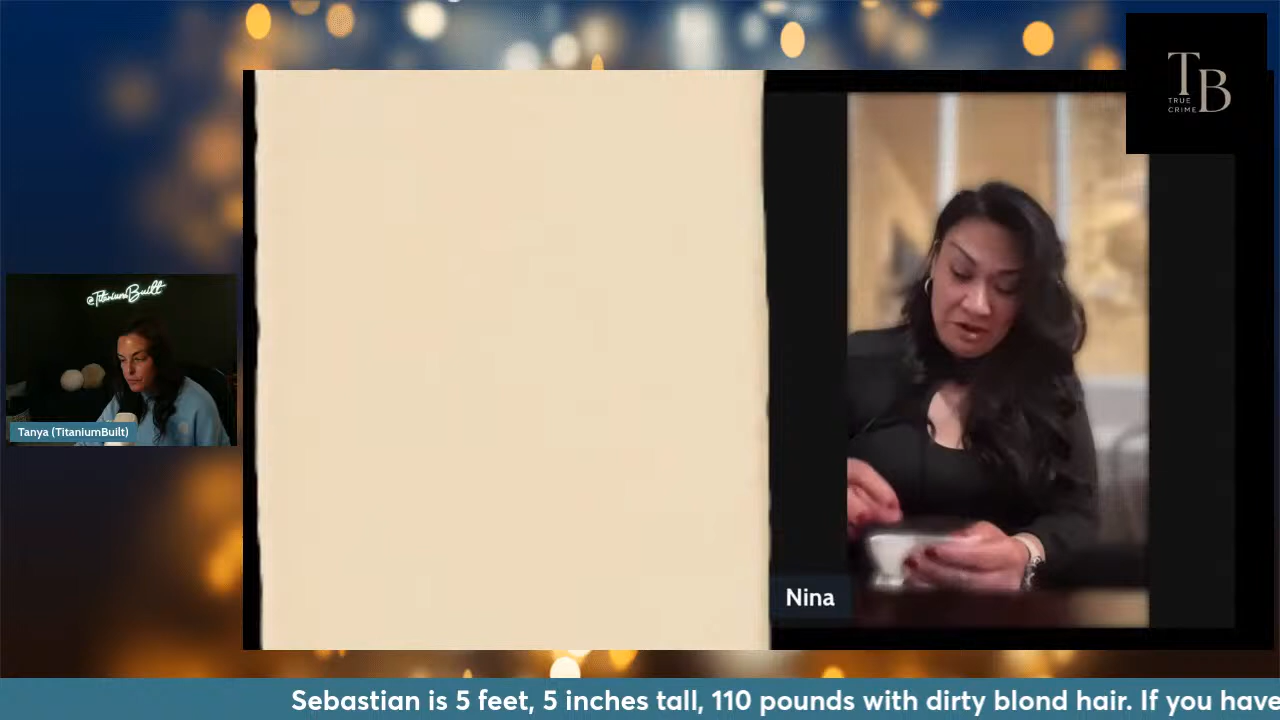 TB
TRUE
CRIME
@TitaniumBuilt
Tanya (TitaniumBuilt)
Nina
Sebastian is 5 feet, 5 inches tall, 110 pounds with dirty blond hair. If you have